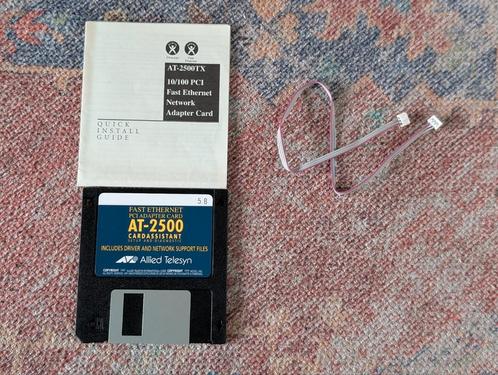 AT-2500TX
10/100 PCI
Fast Ethernet
Network
Adapter Card
QUICK
INSTALL
GUIDE
5.8
FAST ETHERNET
PCI ADAPTER CARD
AT-2500
CARDASSISTANT
SETUP AND DIAGNOSTIC
INCLUDES DRIVER AND NETWORK SUPPORT FILES
Allied Telesyn
COPYRIGHT